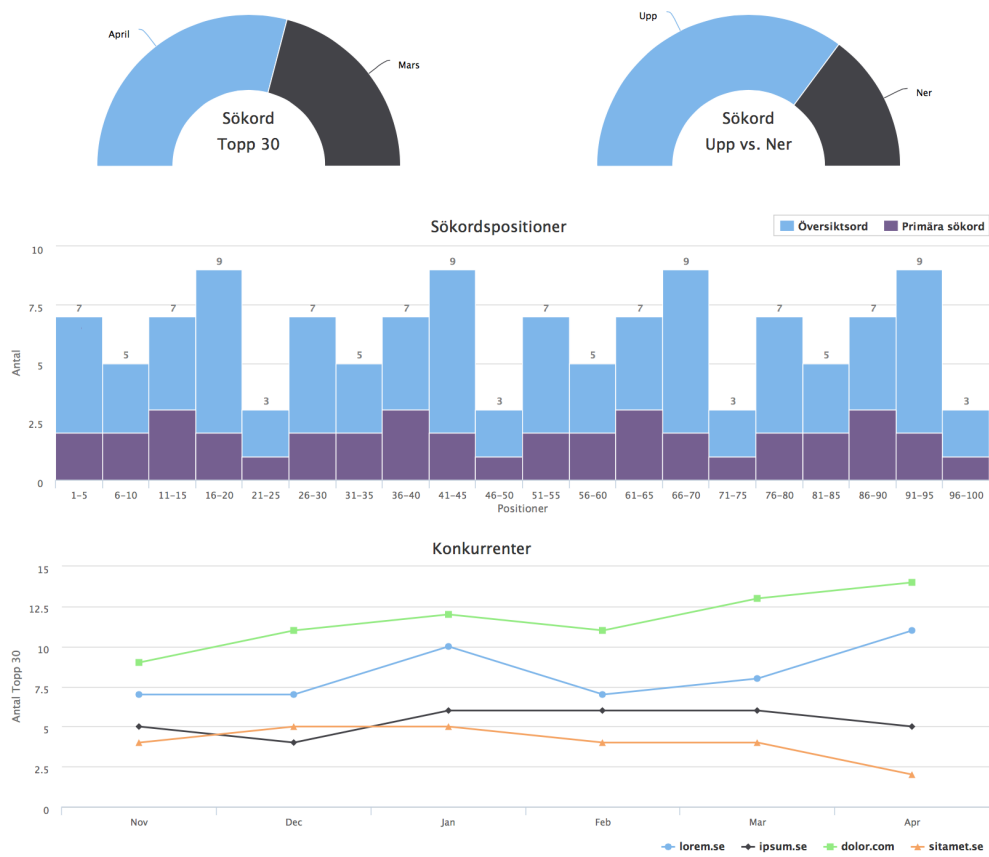 April
Mars
Sökord
Topp 30
Upp
Ner
Sökord
Upp vs. Ner
Sökordspositioner
Översiktsord Primära sökord
Antal
10
7.5
5
2.5
0
7 5 7 9 3 7 5 7 9 3 7 5 7 9 3 7 5 7 9 3
1–5 6–10 11–15 16–20 21–25 26–30 31–35 36–40 41–45 46–50 51–55 56–60 61–65 66–70 71–75 76–80 81–85 86–90 91–95 96–100
Positioner
Konkurrenter
Antal Topp 30
15
12.5
10
7.5
5
2.5
0
Nov Dec Jan Feb Mar Apr
lorem.se ipsum.se dolor.com sitamet.se